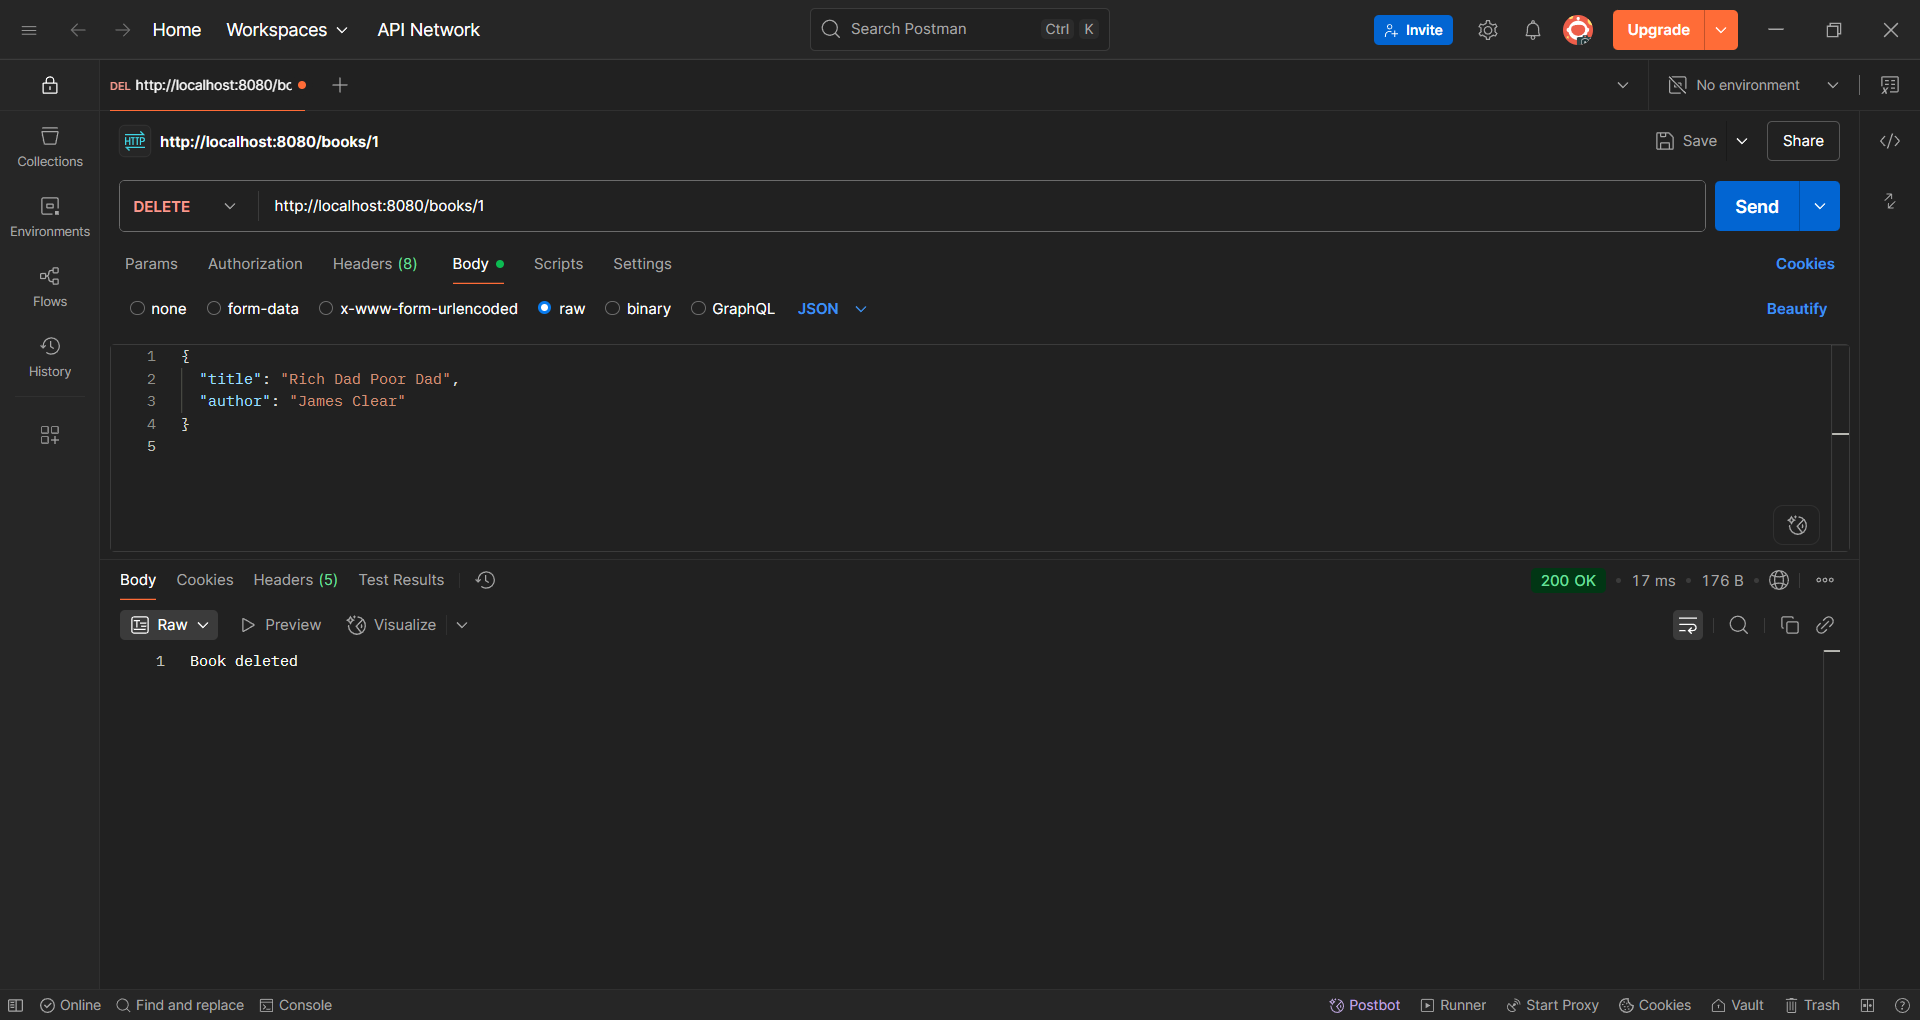 Home Workspaces API Network Search Postman Ctrl K Invite Upgrade
DEL http://localhost:8080/bc No environment
HTTP http://localhost:8080/books/1 Save Share
Collections
Environments
Flows
History
DELETE http://localhost:8080/books/1 Send
Params Authorization Headers (8) Body Scripts Settings Cookies
none form-data x-www-form-urlencoded raw binary GraphQL JSON Beautify
1 {
2 "title": "Rich Dad Poor Dad",
3 "author": "James Clear"
4 }
5
Body Cookies Headers (5) Test Results 200 OK • 17 ms • 176 B •
Raw Preview Visualize
1 Book deleted
Online Find and replace Console Postbot Runner Start Proxy Cookies Vault Trash